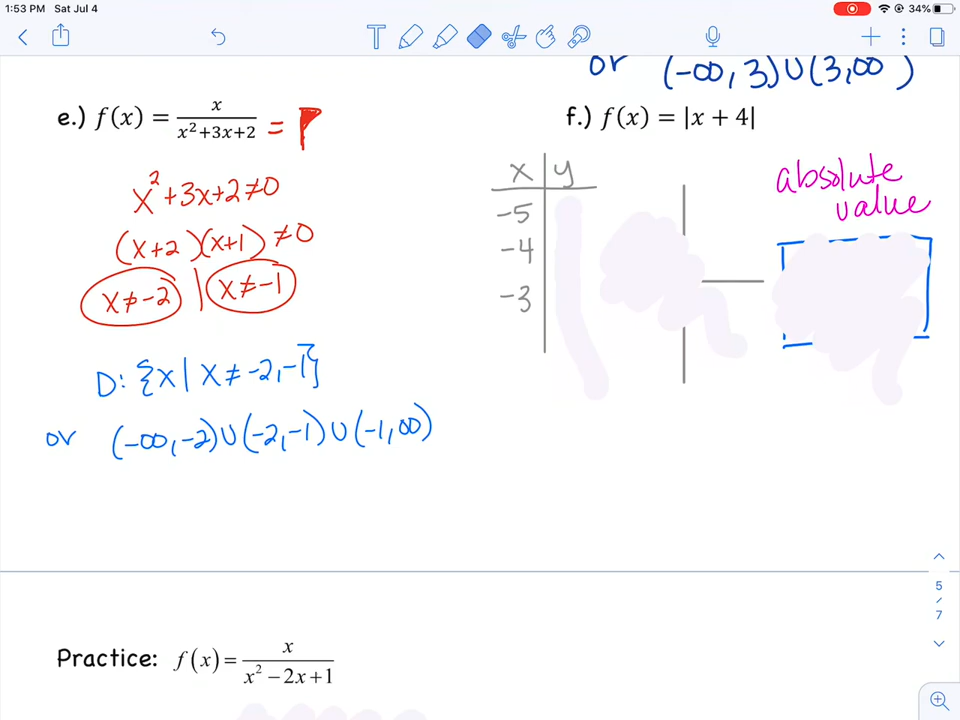 1:53 PM Sat Jul 4
34%
or (-∞, 3) ∪ (3, ∞)
e.) f(x) = x / (x²+3x+2) =
x²+3x+2≠0
(x+2)(x+1)≠0
x≠-2 | x≠-1
D: {x| x≠-2,-1}
or (-∞,-2)∪(-2,-1)∪(-1,∞)
f.) f(x) = |x + 4|
x y
-5
-4
-3
absolute
value
5
/
7
Practice: f(x) = x / (x² − 2x + 1)